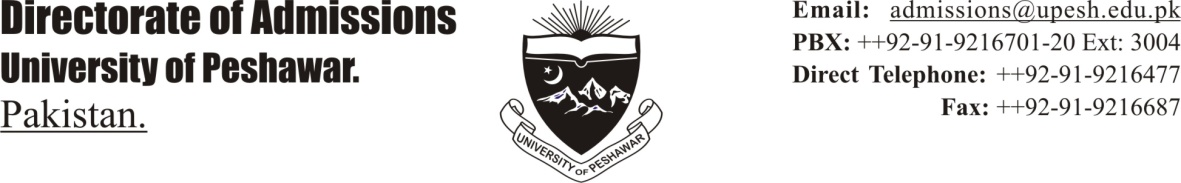 Directorate of Admissions
University of Peshawar.
Pakistan.
UNIVERSITY OF PESHAWAR
Email: admissions@upesh.edu.pk
PBX: ++92-91-9216701-20 Ext: 3004
Direct Telephone: ++92-91-9216477
Fax: ++92-91-9216687